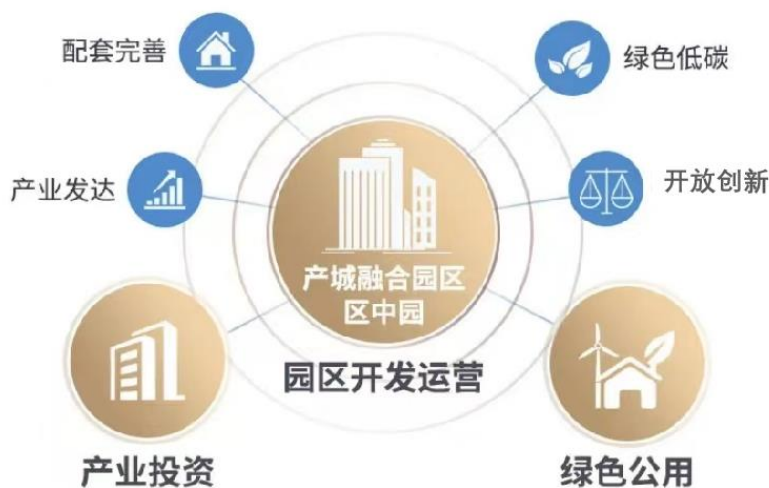 配套完善
绿色低碳
产业发达
开放创新
产城融合园区
区中园
园区开发运营
产业投资
绿色公用